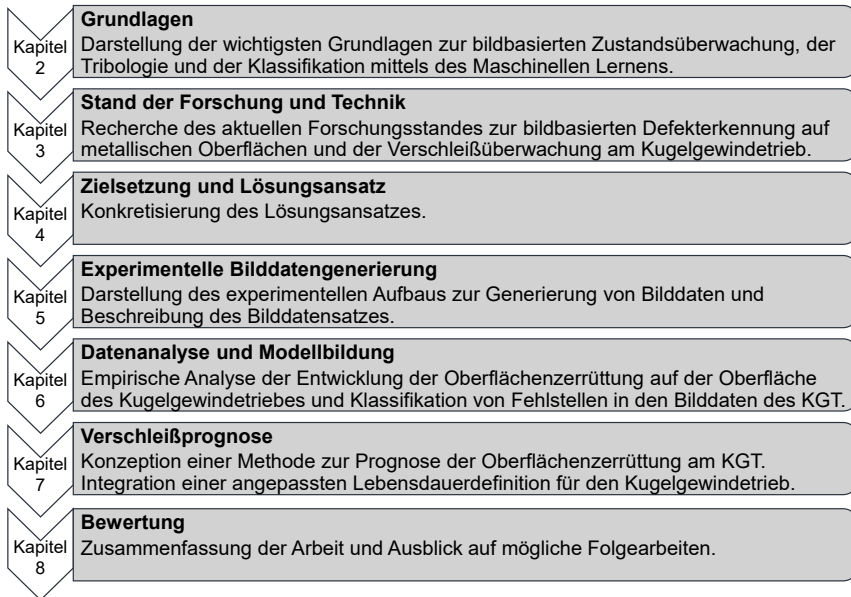 Kapitel
2
Grundlagen
Darstellung der wichtigsten Grundlagen zur bildbasierten Zustandsüberwachung, der
Tribologie und der Klassifikation mittels des Maschinellen Lernens.
Kapitel
3
Stand der Forschung und Technik
Recherche des aktuellen Forschungsstandes zur bildbasierten Defekterkennung auf
metallischen Oberflächen und der Verschleißüberwachung am Kugelgewindetrieb.
Kapitel
4
Zielsetzung und Lösungsansatz
Konkretisierung des Lösungsansatzes.
Kapitel
5
Experimentelle Bilddatengenerierung
Darstellung des experimentellen Aufbaus zur Generierung von Bilddaten und
Beschreibung des Bilddatensatzes.
Kapitel
6
Datenanalyse und Modellbildung
Empirische Analyse der Entwicklung der Oberflächenzerrüttung auf der Oberfläche
des Kugelgewindetriebes und Klassifikation von Fehlstellen in den Bilddaten des KGT.
Kapitel
7
Verschleißprognose
Konzeption einer Methode zur Prognose der Oberflächenzerrüttung am KGT.
Integration einer angepassten Lebensdauerdefinition für den Kugelgewindetrieb.
Kapitel
8
Bewertung
Zusammenfassung der Arbeit und Ausblick auf mögliche Folgearbeiten.